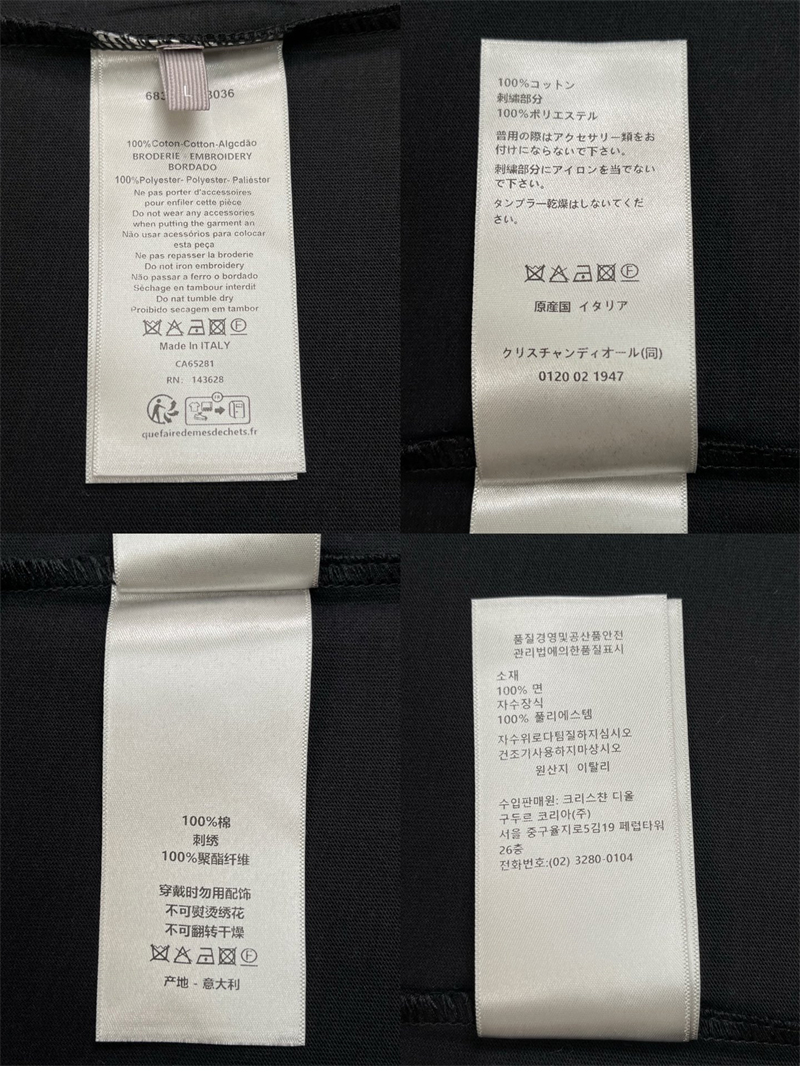 683 3036
L
100%Coton-Cotton-Algcdão
BRODERIE - EMBROIDERY
BORDADO
100%Polyester- Polyester- Paliéster
Ne pas porter d'accessoires
pour enfiler cette pièce
Do not wear any accessories
when putting the garment an
Não usar acessórios para colocar
esta peça
Ne pas repasser la broderie
Do not iron embroidery
Não passar a ferro o bordado
Séchage en tambour interdit
Do nat tumble dry
Proibido secagem em tambor
Made In ITALY
CA65281
RN: 143628
FR
quefairedemesdechets.fr
100%コットン
刺繍部分
100%ポリエステル
普用の際はアクセサリー類をお
付けにならないで下さい。
刺繍部分にアイロンを当でない
で下さい。
タンブラー乾燥はしないてくだ
さい。
原産国 イタリア
クリスチャンディオール(同)
0120 02 1947
100%棉
刺绣
100%聚酯纤维
穿戴时勿用配饰
不可熨烫绣花
不可翻转干燥
产地 - 意大利
품질경영및공산품안전
관리법에의한품질표시
소재
100% 면
자수장식
100% 풀리에스템
자수위로다팀질하지심시오
건조기사용하지마상시오
원산지 이탈리
수입판매원: 크리스챤 디올
구두르 코리아(주)
서을 중구을지로5깁19 페럽타워
26층
전화번호:(02) 3280-0104